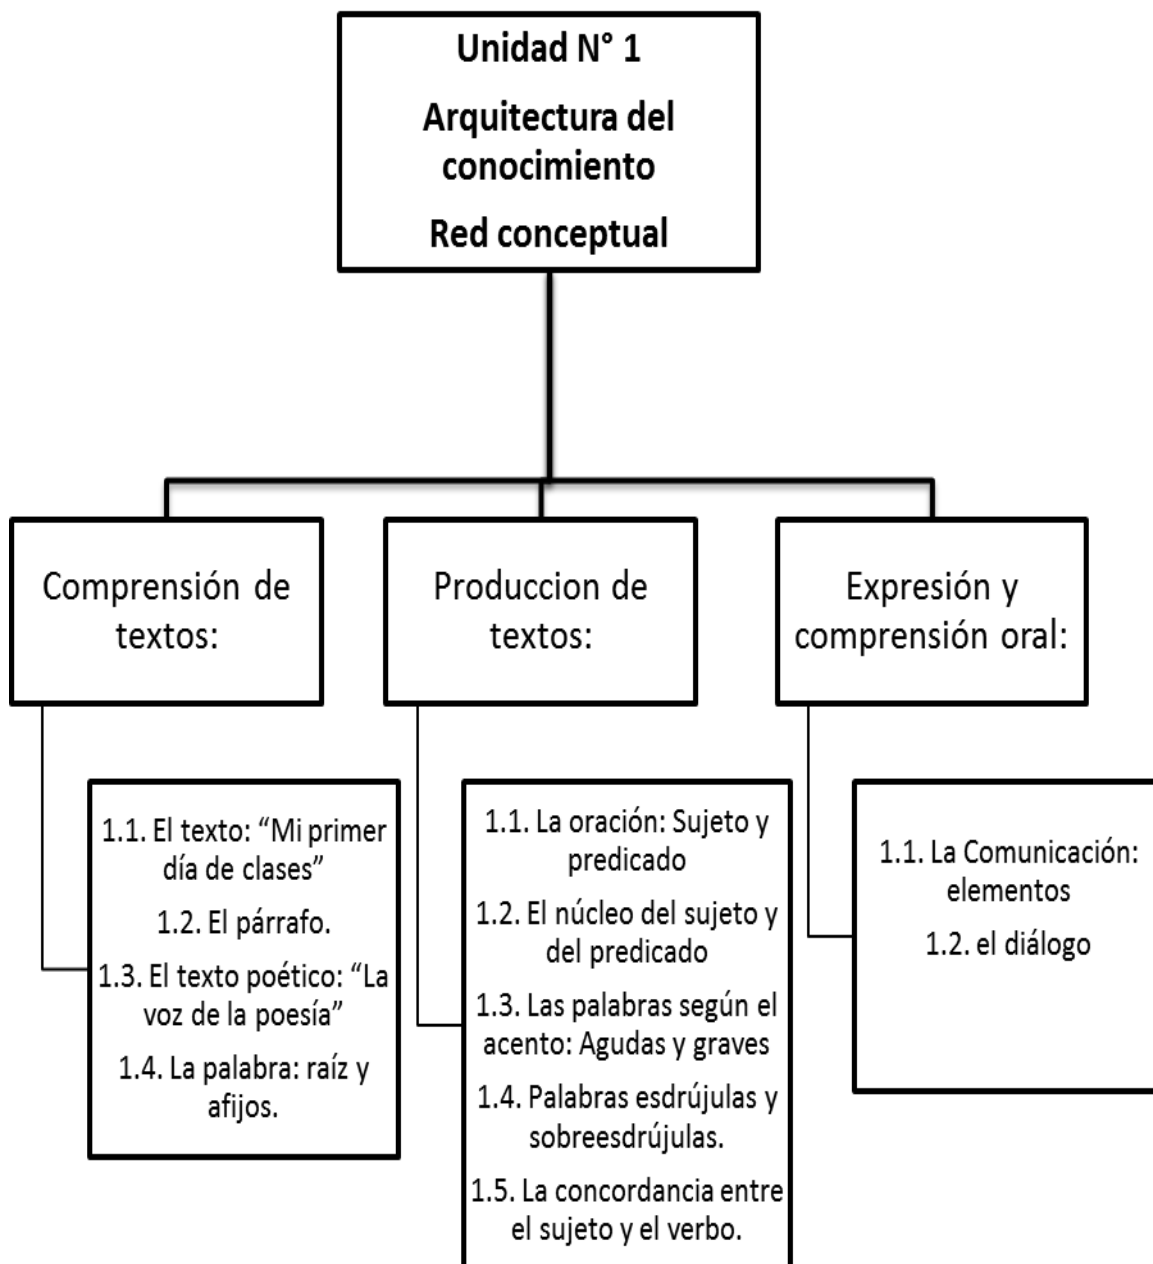 Unidad N° 1
Arquitectura del
conocimiento
Red conceptual
Comprensión de
textos:
Produccion de
textos:
Expresión y
comprensión oral:
1.1. El texto: “Mi primer
día de clases”
1.2. El párrafo.
1.3. El texto poético: “La
voz de la poesía”
1.4. La palabra: raíz y
afijos.
1.1. La oración: Sujeto y
predicado
1.2. El núcleo del sujeto y
del predicado
1.3. Las palabras según el
acento: Agudas y graves
1.4. Palabras esdrújulas y
sobreesdrújulas.
1.5. La concordancia entre
el sujeto y el verbo.
1.1. La Comunicación:
elementos
1.2. el diálogo